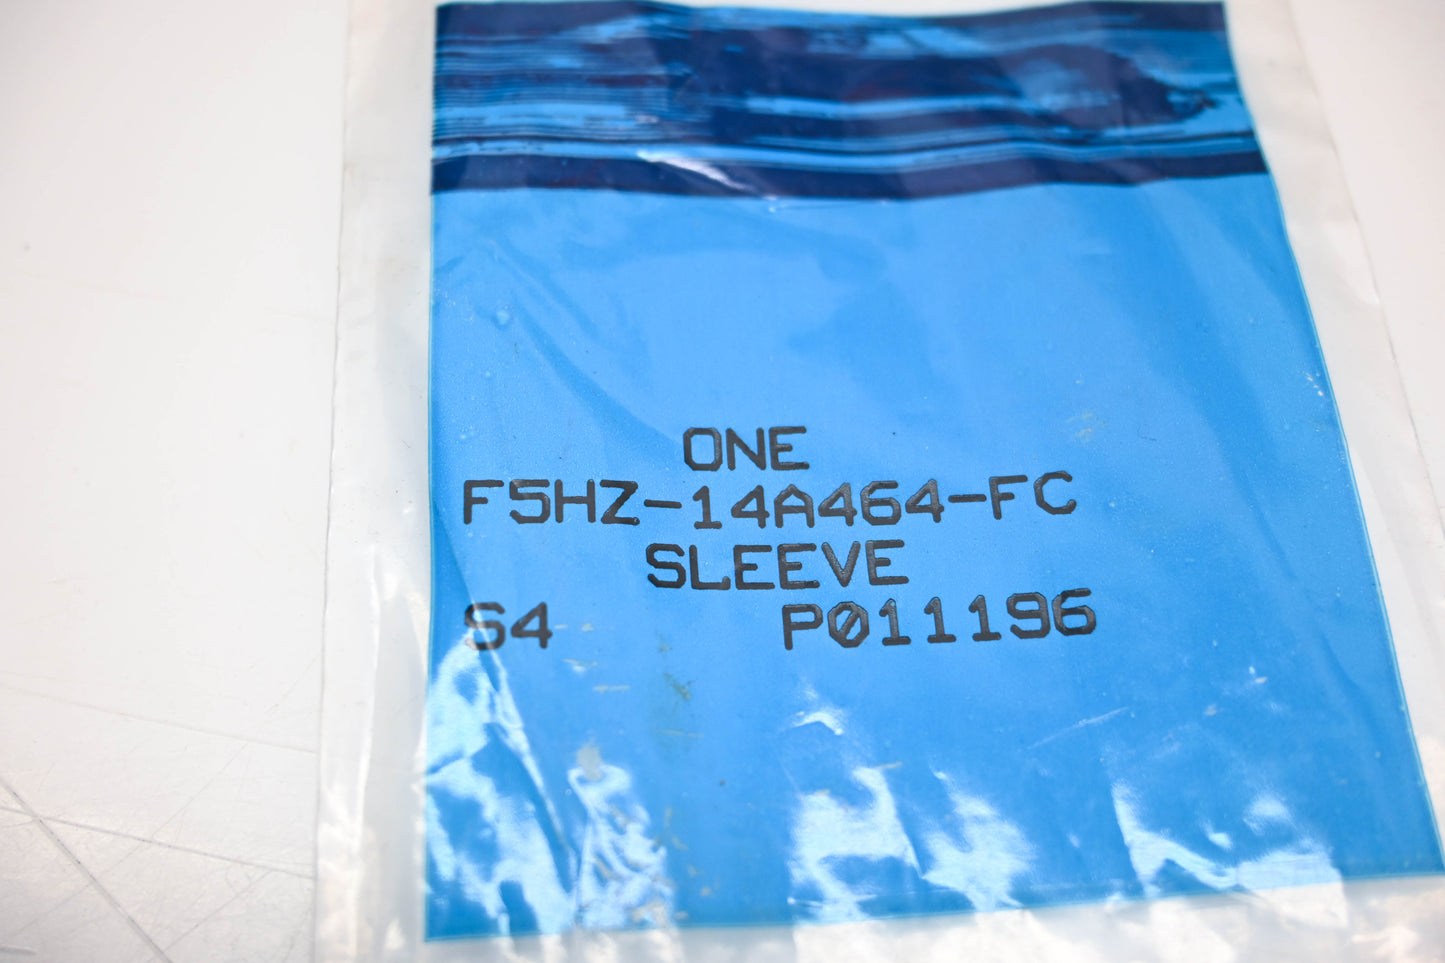 ONE
F5HZ-14A464-FC
SLEEVE
S4 P011196